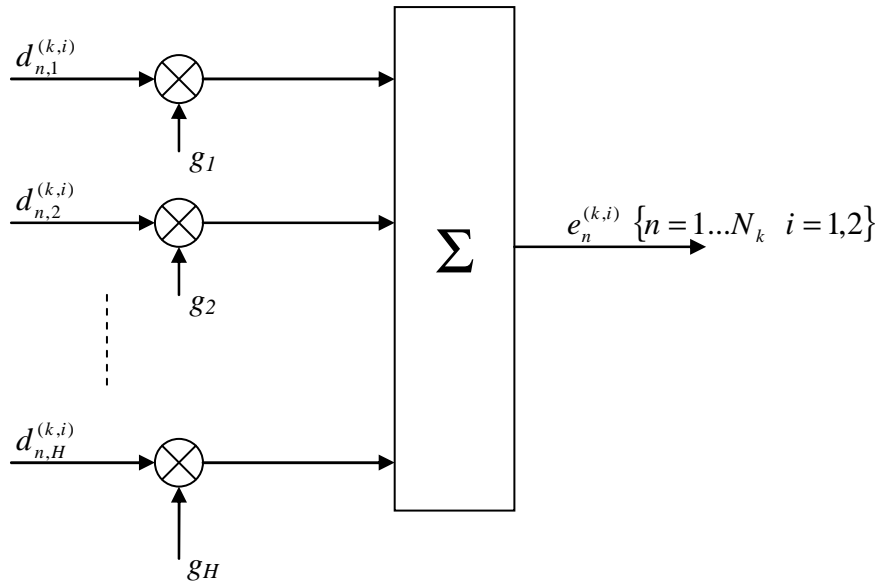 d_{n,1}^{(k,i)}
g_1
d_{n,2}^{(k,i)}
g_2
Σ
e_n^{(k,i)} {n = 1...N_k i = 1,2}
d_{n,H}^{(k,i)}
g_H